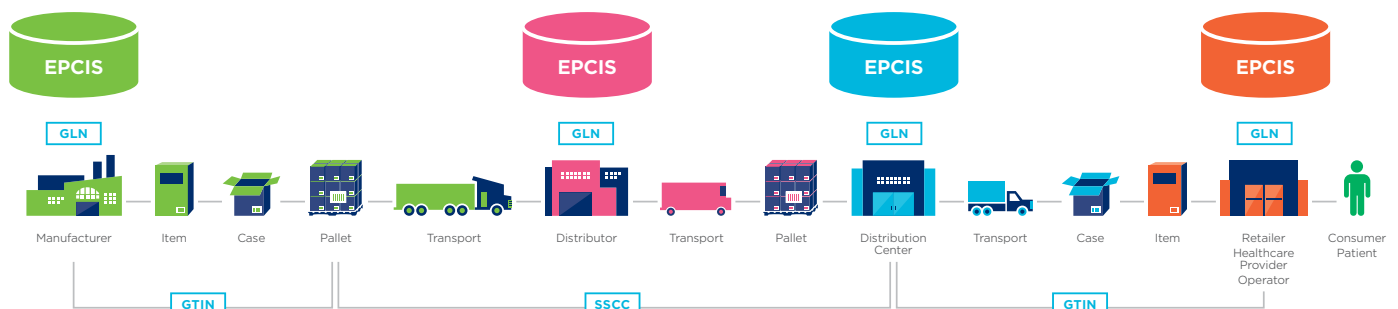 EPCIS
EPCIS
EPCIS
EPCIS
GLN
GLN
GLN
GLN
Manufacturer
Item
Case
Pallet
Transport
Distributor
Transport
Pallet
Distribution
Center
Transport
Case
Item
Retailer
Healthcare
Provider
Operator
Consumer
Patient
GTIN
SSCC
GTIN